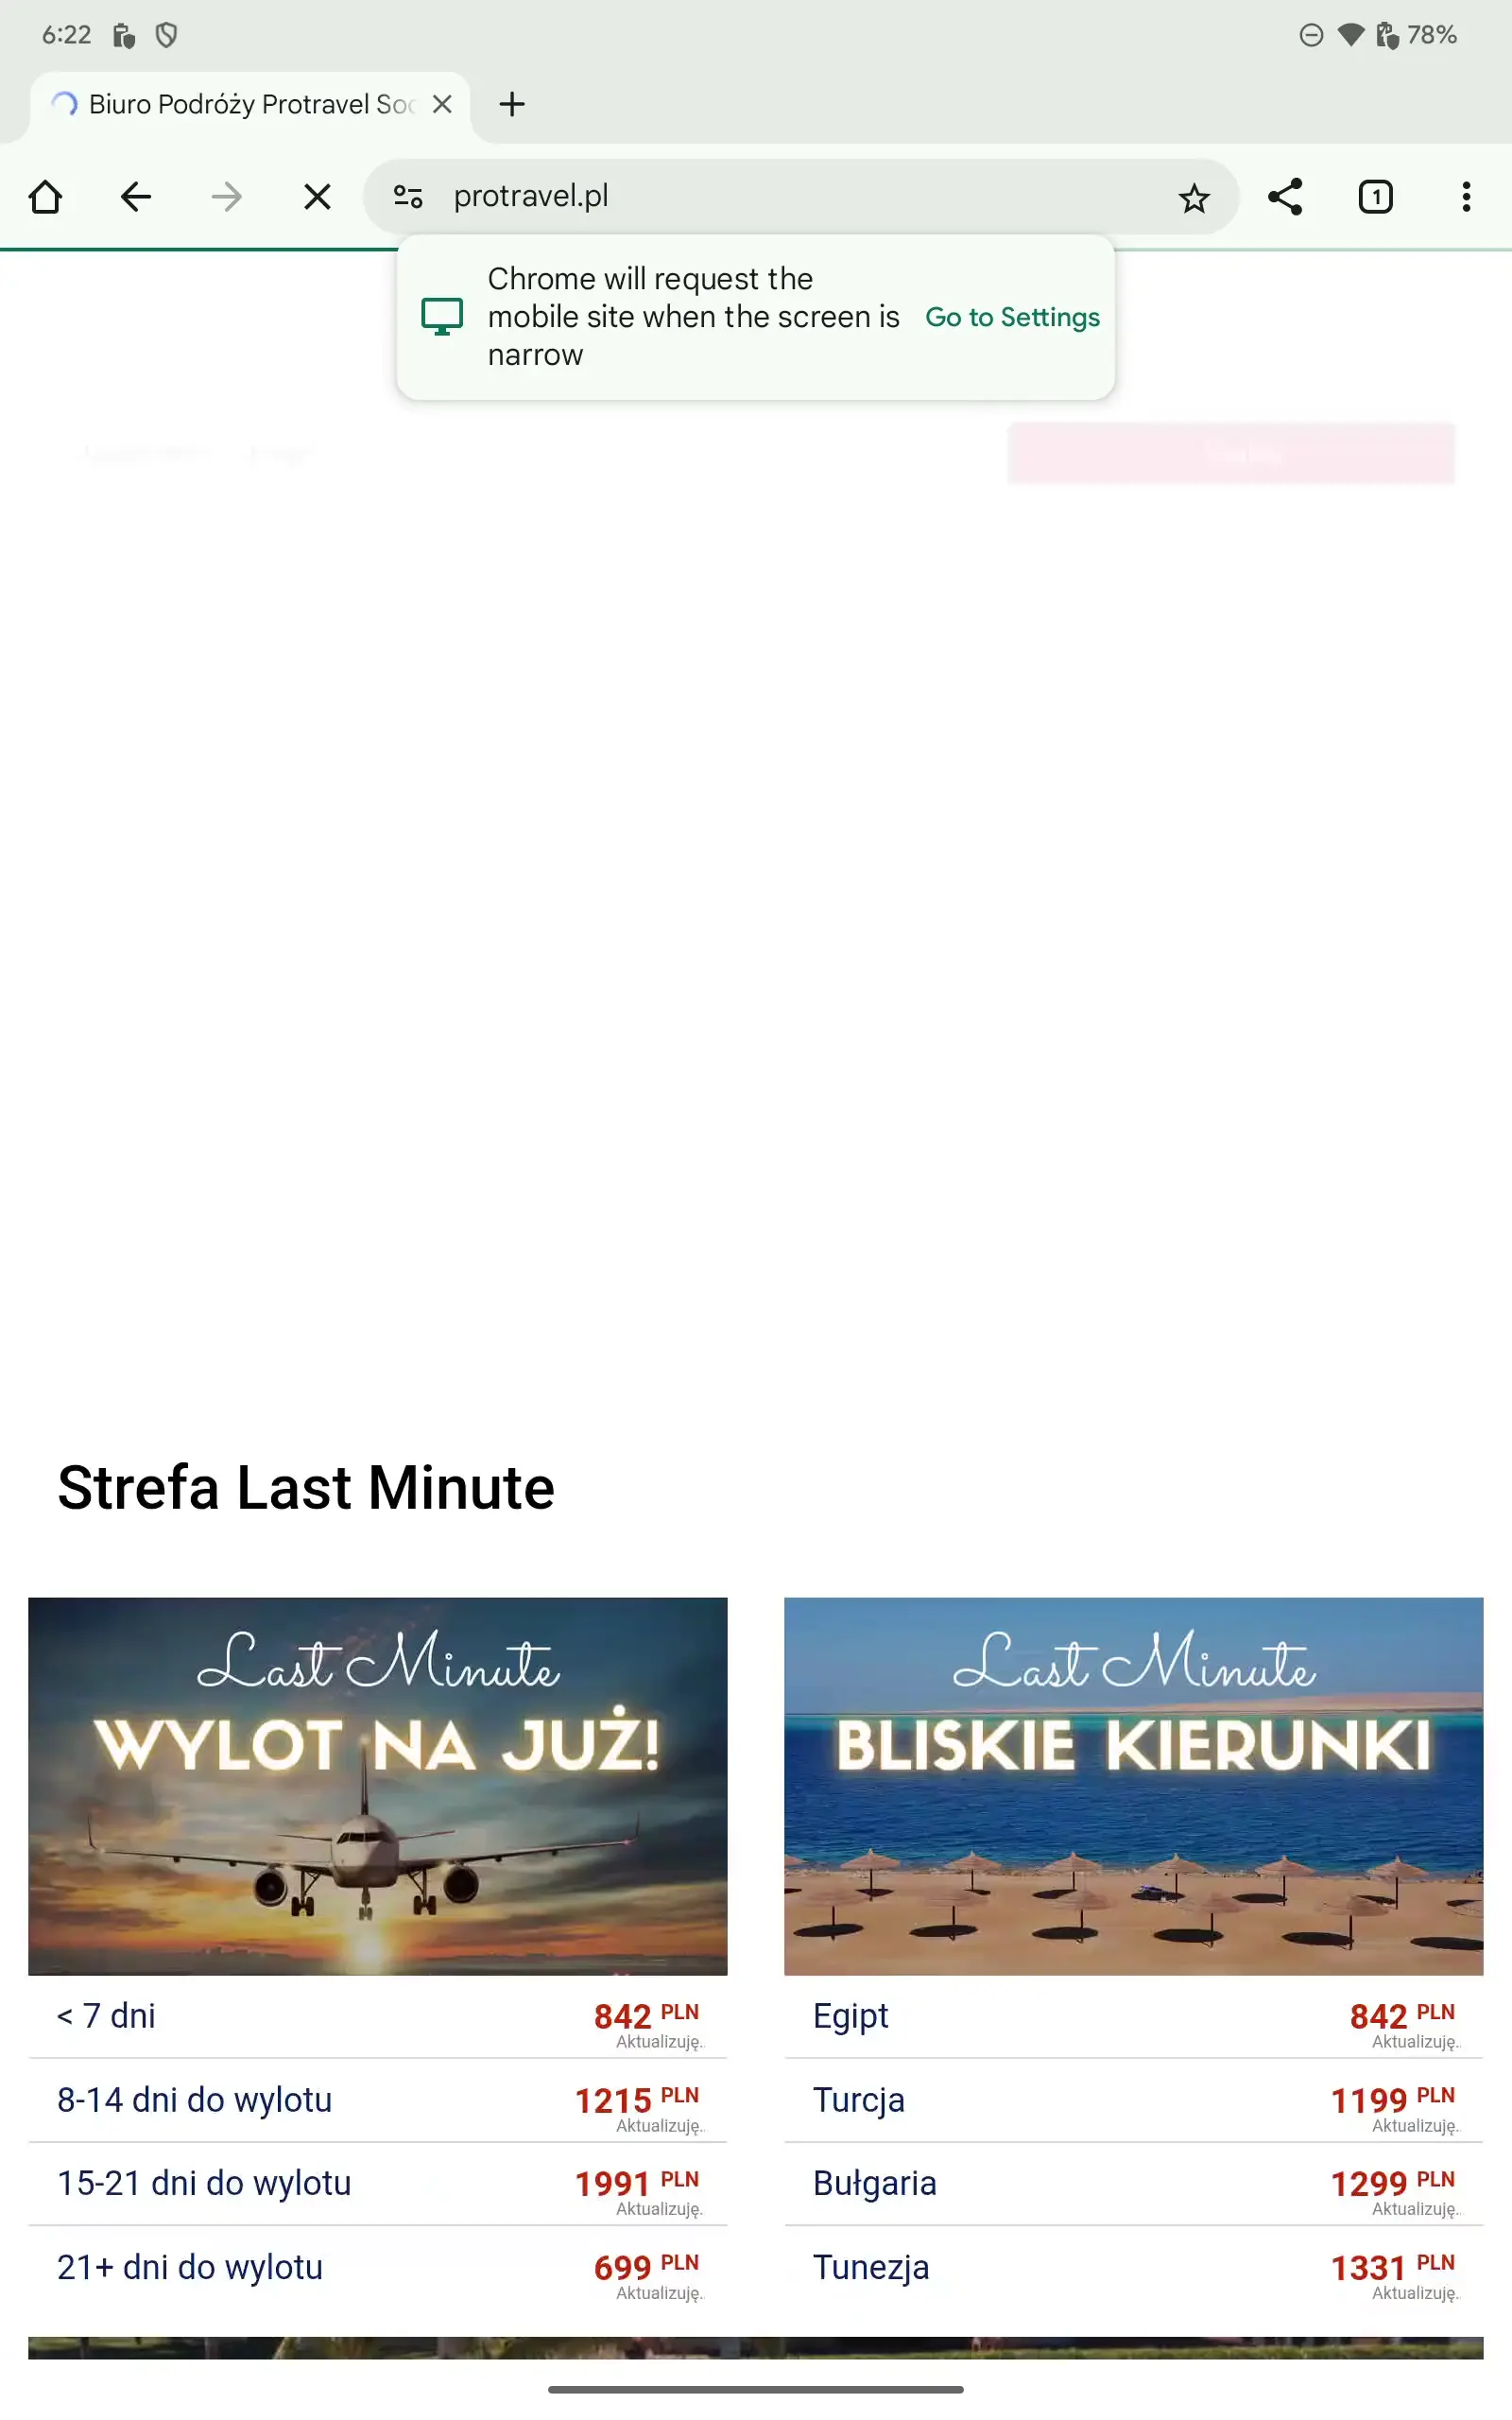 6:22
78%
Biuro Podróży Protravel Soc
protravel.pl
1
Chrome will request the
mobile site when the screen is
narrow
Go to Settings
Strefa Last Minute
Last Minute
WYLOT NA JUŻ!
< 7 dni
842 PLN
Aktualizuję..
8-14 dni do wylotu
1215 PLN
Aktualizuję..
15-21 dni do wylotu
1991 PLN
Aktualizuję..
21+ dni do wylotu
699 PLN
Aktualizuję..
Last Minute
BLISKIE KIERUNKI
Egipt
842 PLN
Aktualizuję..
Turcja
1199 PLN
Aktualizuję..
Bułgaria
1299 PLN
Aktualizuję..
Tunezja
1331 PLN
Aktualizuję..